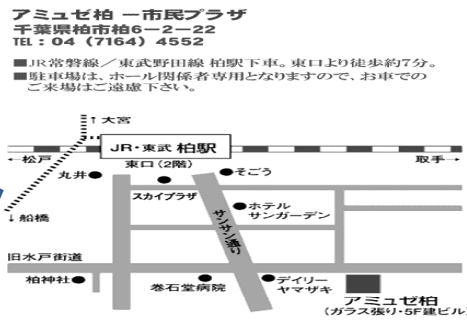 アミュゼ柏 ー市民プラザ
千葉県柏市柏6－2－22
TEL：04（7164）4552
■JR常磐線／東武野田線 柏駅下車。東口より徒歩約7分。
■駐車場は、ホール関係者専用となりますので、お車での
ご来場はご遠慮下さい。
↑大宮
JR・東武 柏駅
←松戸
東口（2階）
取手→
丸井
そごう
スカイプラザ
ホテル
サンガーデン
サンサン通り
↓船橋
旧水戸街道
柏神社
巻石堂病院
デイリー
ヤマザキ
アミュゼ柏
（ガラス張り・5F建ビル）